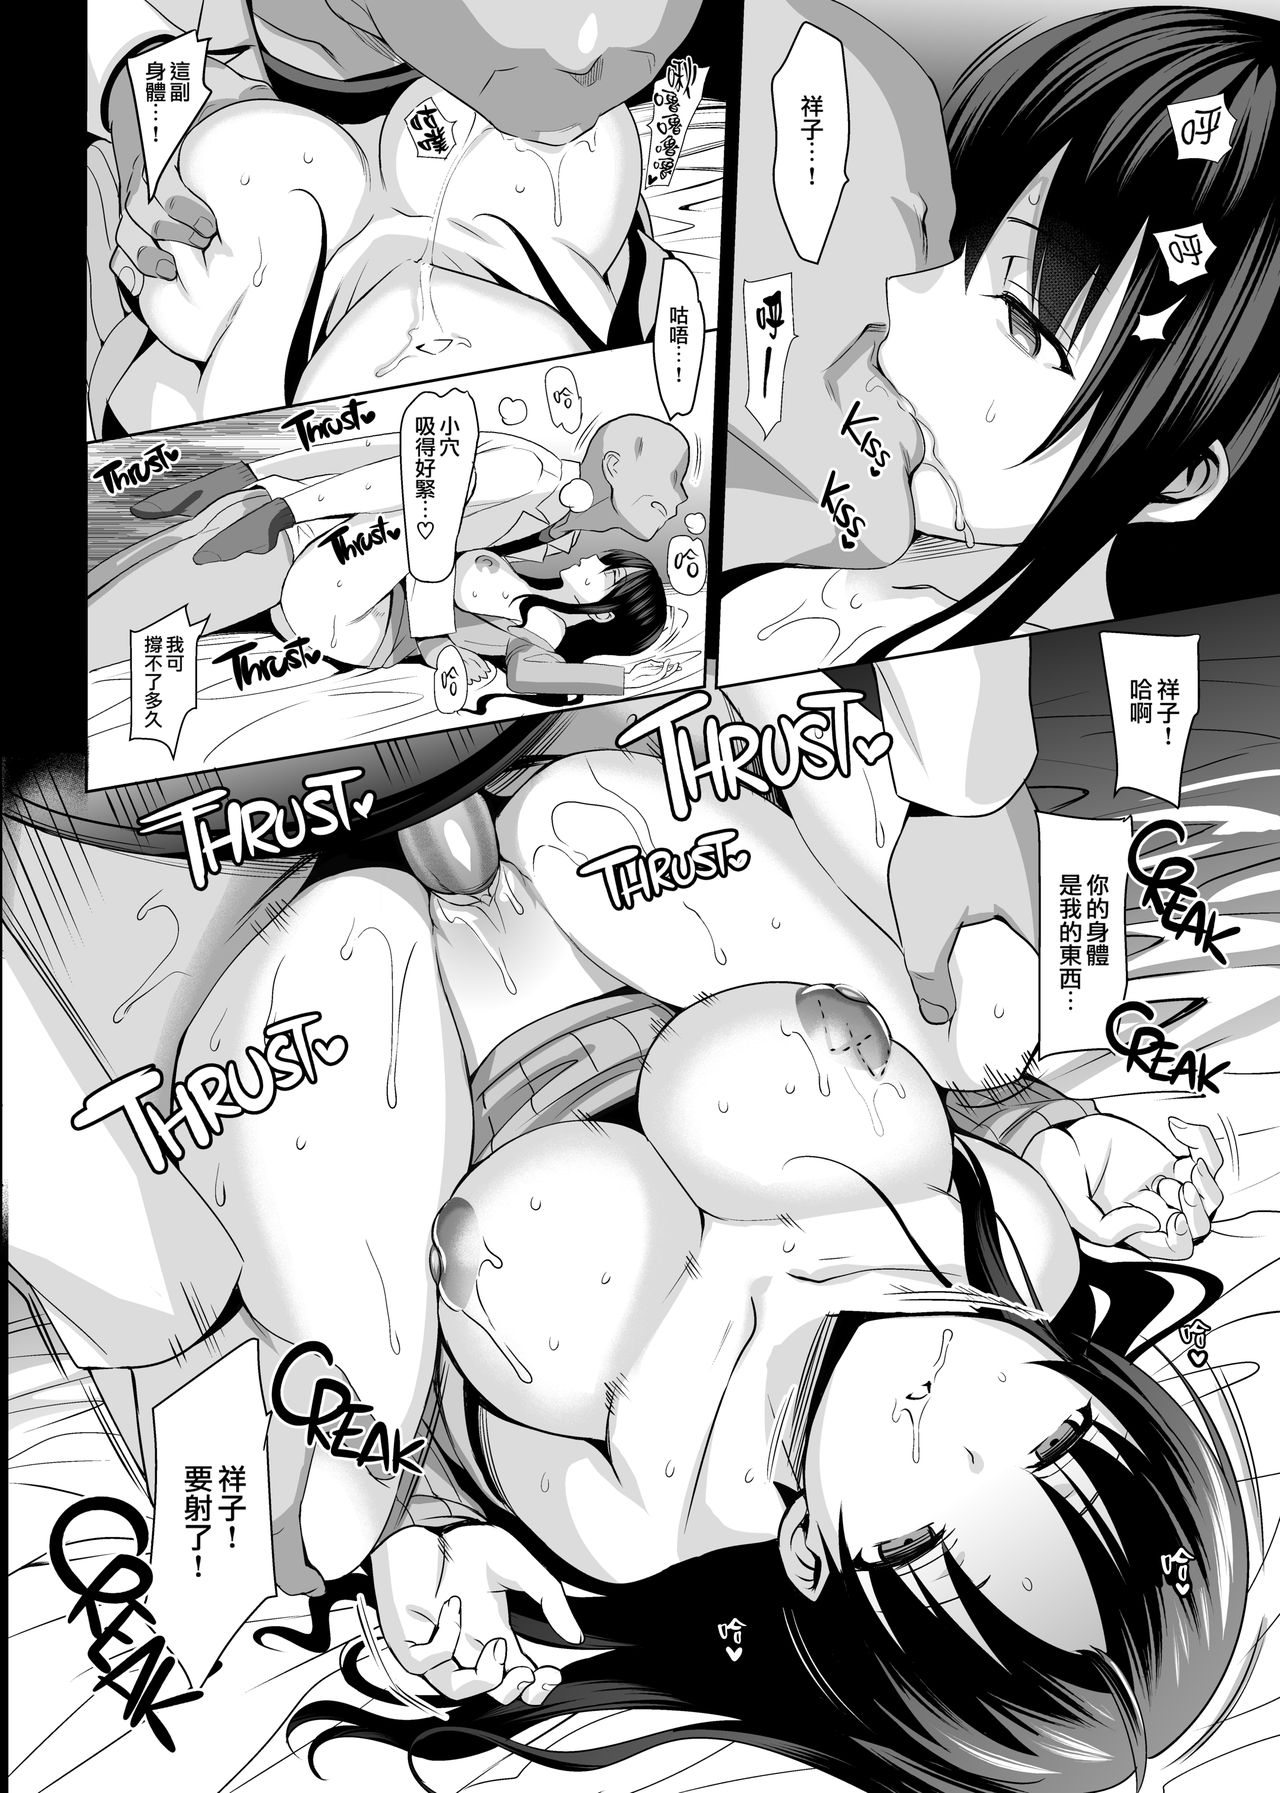 祥子…！
呼
呼
Kiss
Kiss
這副
身體…！
咕唔…！
哈
小穴
吸得好緊…♡
哈
哈
我可
撐不了多久
THRUST♡
THRUST♡
THRUST♡
THRUST♡
祥子！
哈啊
你的身體
是我的東西…
CREAK
CREAK
THRUST♡
THRUST♡
THRUST♡
THRUST♡
CREAK
CREAK
祥子！
要射了！
哈♡
哈♡
哈♡